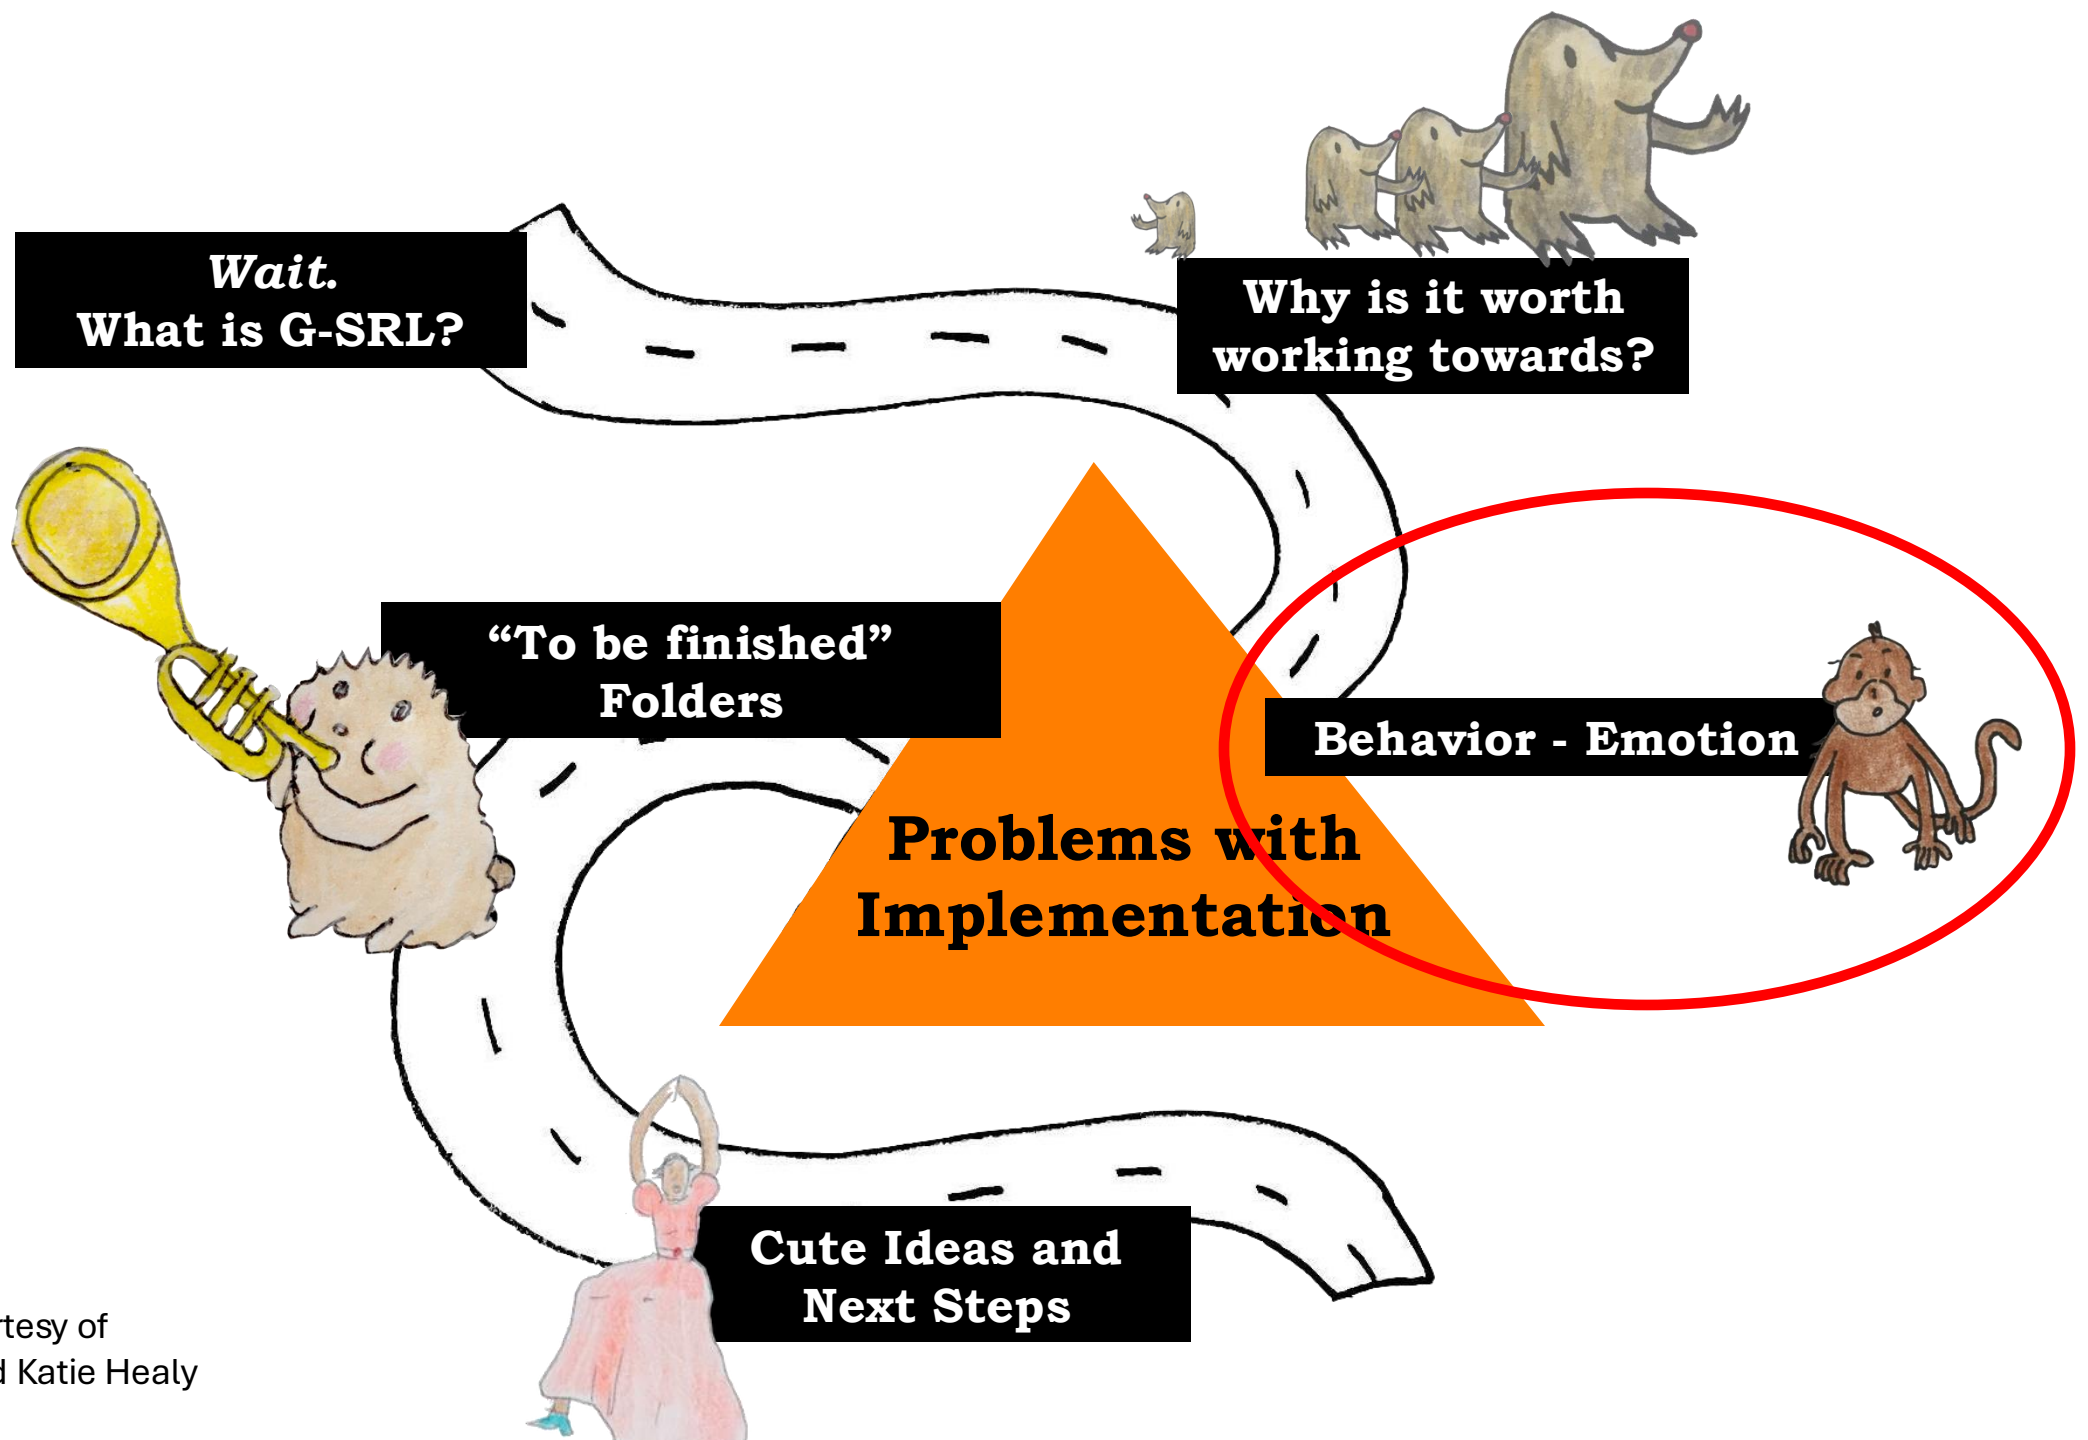 Wait.
What is G-SRL?
Why is it worth
working towards?
“To be finished”
Folders
Behavior - Emotion
Problems with
Implementation
Cute Ideas and
Next Steps
of
Katie Healy